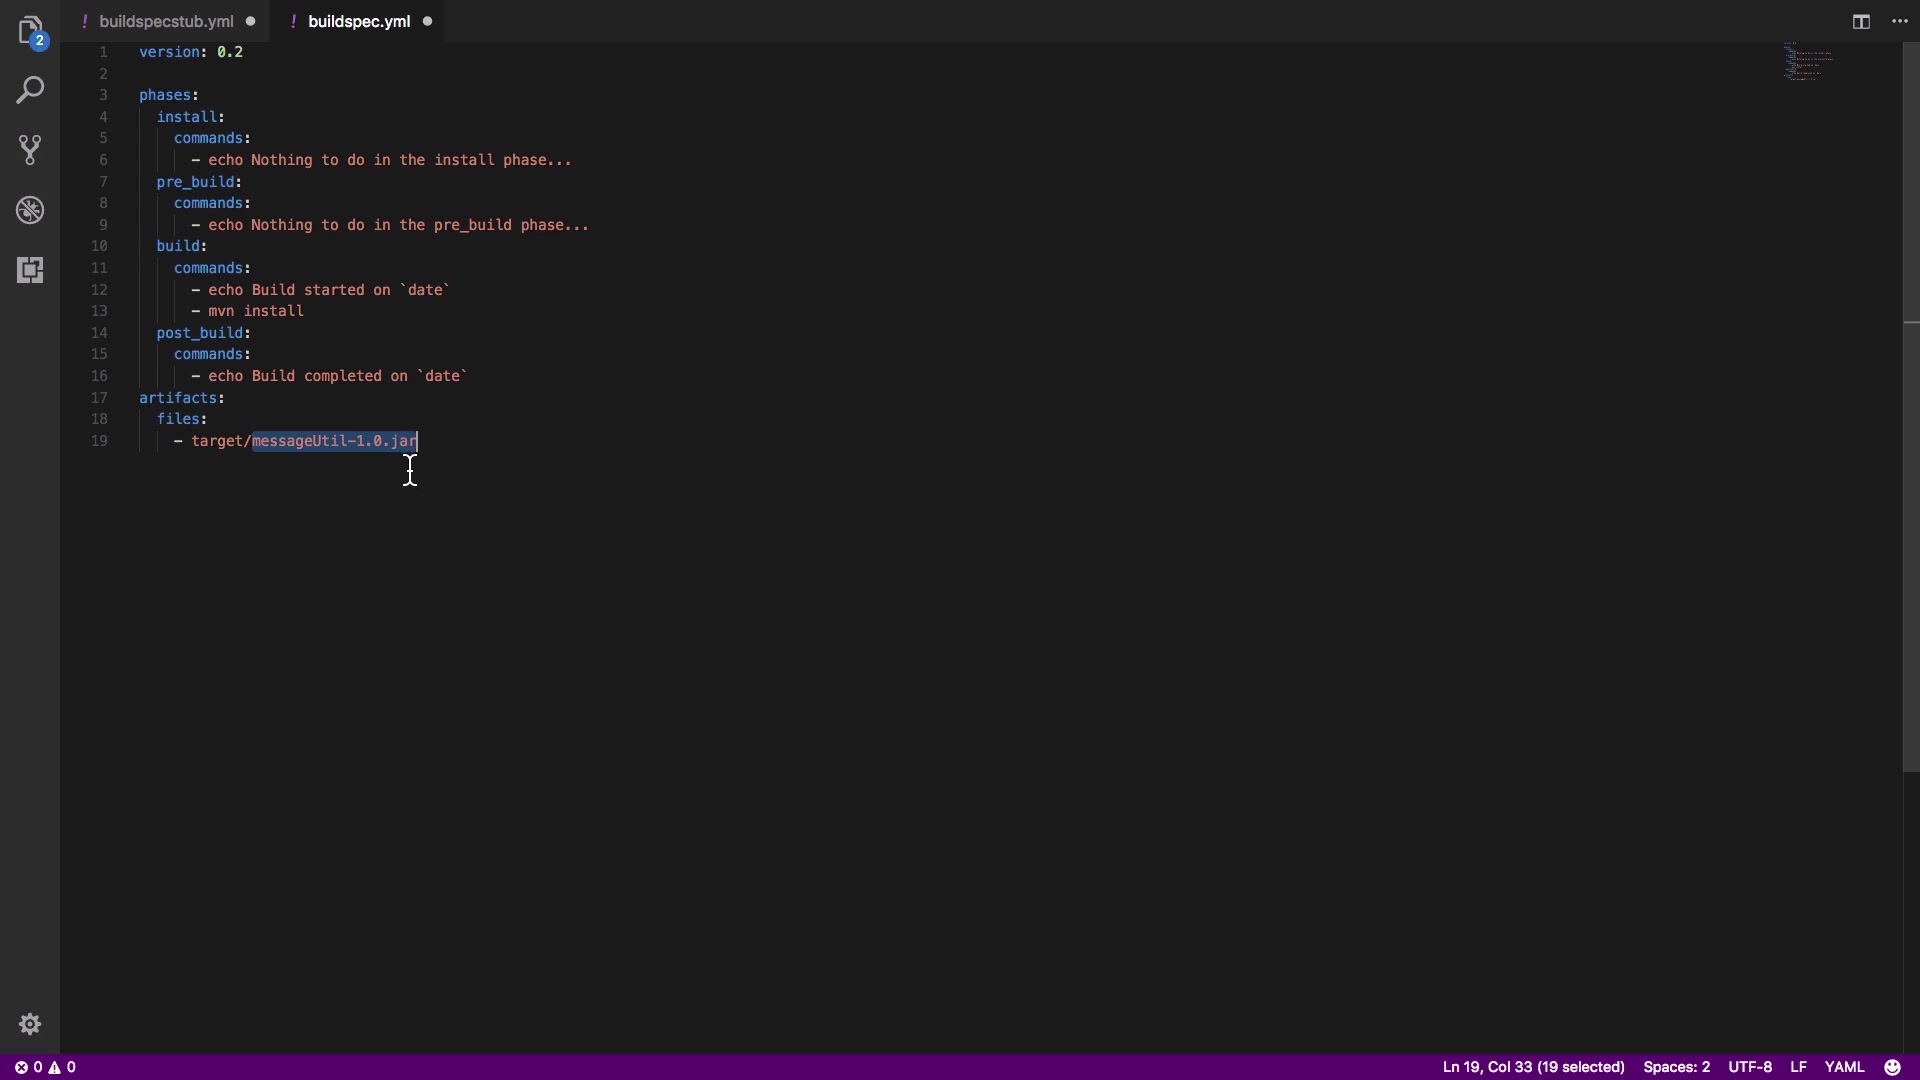 ! buildspecstub.yml ! buildspec.yml
2
1 version: 0.2
2
3 phases:
4 install:
5 commands:
6 - echo Nothing to do in the install phase...
7 pre_build:
8 commands:
9 - echo Nothing to do in the pre_build phase...
10 build:
11 commands:
12 - echo Build started on `date`
13 - mvn install
14 post_build:
15 commands:
16 - echo Build completed on `date`
17 artifacts:
18 files:
19 - target/messageUtil-1.0.jar
0 0 Ln 19, Col 33 (19 selected) Spaces: 2 UTF-8 LF YAML